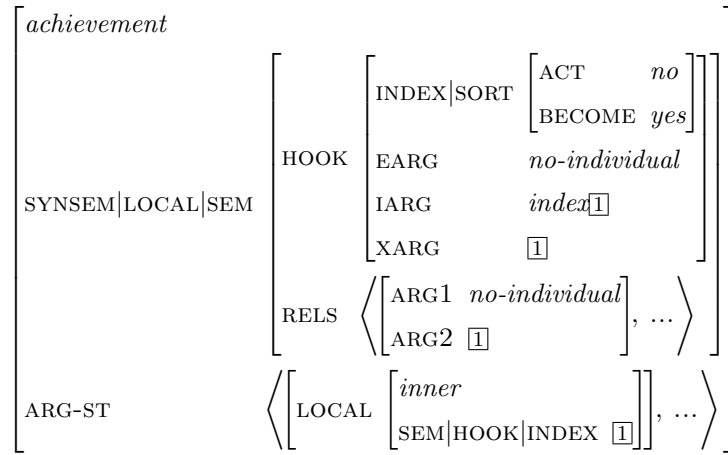 achievement
INDEX|SORT [ACT no
BECOME yes]
HOOK
EARG no-individual
IARG index[1]
SYNSEM|LOCAL|SEM
XARG [1]
RELS ⟨[ARG1 no-individual
ARG2 [1]], ...⟩
ARG-ST ⟨[LOCAL [inner
SEM|HOOK|INDEX [1]]], ...⟩